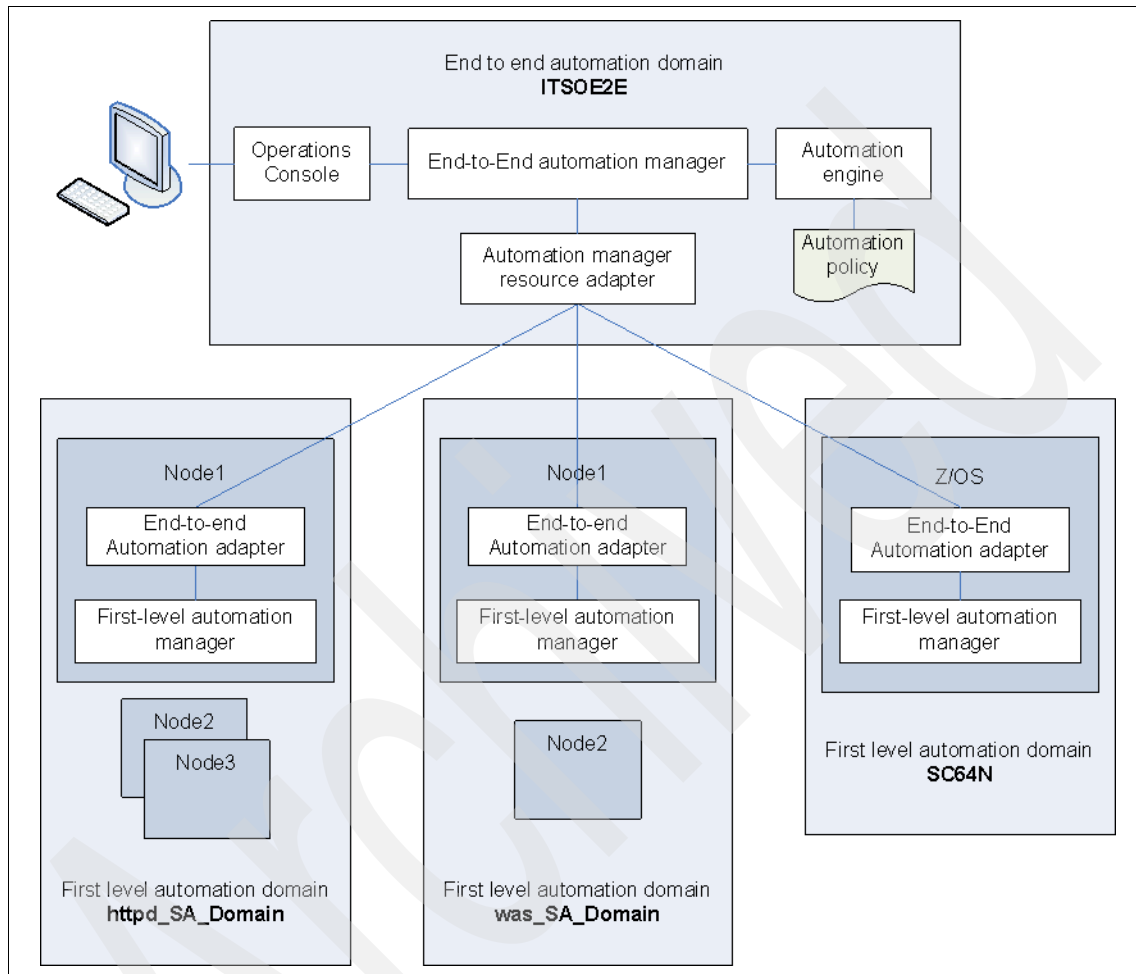 End to end automation domain
ITSOE2E
Operations
Console
End-to-End automation manager
Automation
engine
Automation manager
resource adapter
Automation
policy
Node1
End-to-end
Automation adapter
First-level automation
manager
Node2
Node3
First level automation domain
httpd_SA_Domain
Node1
End-to-end
Automation adapter
First-level automation
manager
Node2
First level automation domain
was_SA_Domain
Z/OS
End-to-End
Automation adapter
First-level automation
manager
First level automation domain
SC64N
Archived